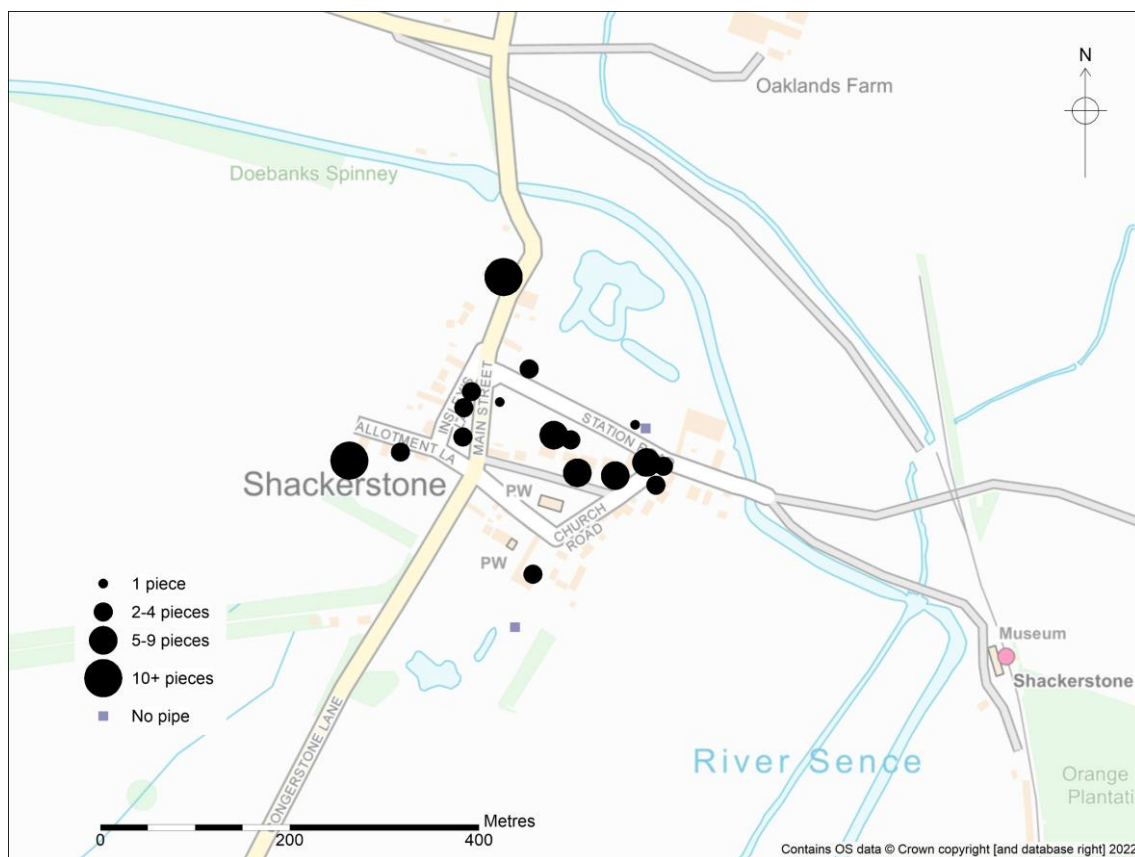 N
Oaklands Farm
Doebanks Spinney
MAIN STREET
ALLOTMENT LA
Shackerstone
PW
CHURCH
ROAD
PW
1 piece
2-4 pieces
5-9 pieces
10+ pieces
No pipe
Museum
Shackerstone
River Sence
Orange
Plantati
ONGERSTONE LANE
Metres
0
200
400
Contains OS data © Crown copyright [and database right] 2022
STATION